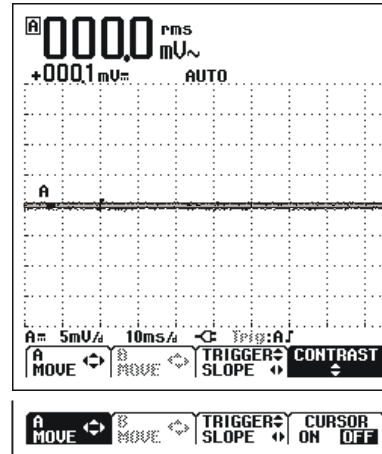 A 000.0 rms mV~
+000.1 mV⎓ AUTO
A
A⎓ 5mV/d 10ms/d Trig:A∫
A MOVE B MOVE TRIGGER SLOPE CONTRAST
A MOVE B MOVE TRIGGER SLOPE CURSOR ON OFF